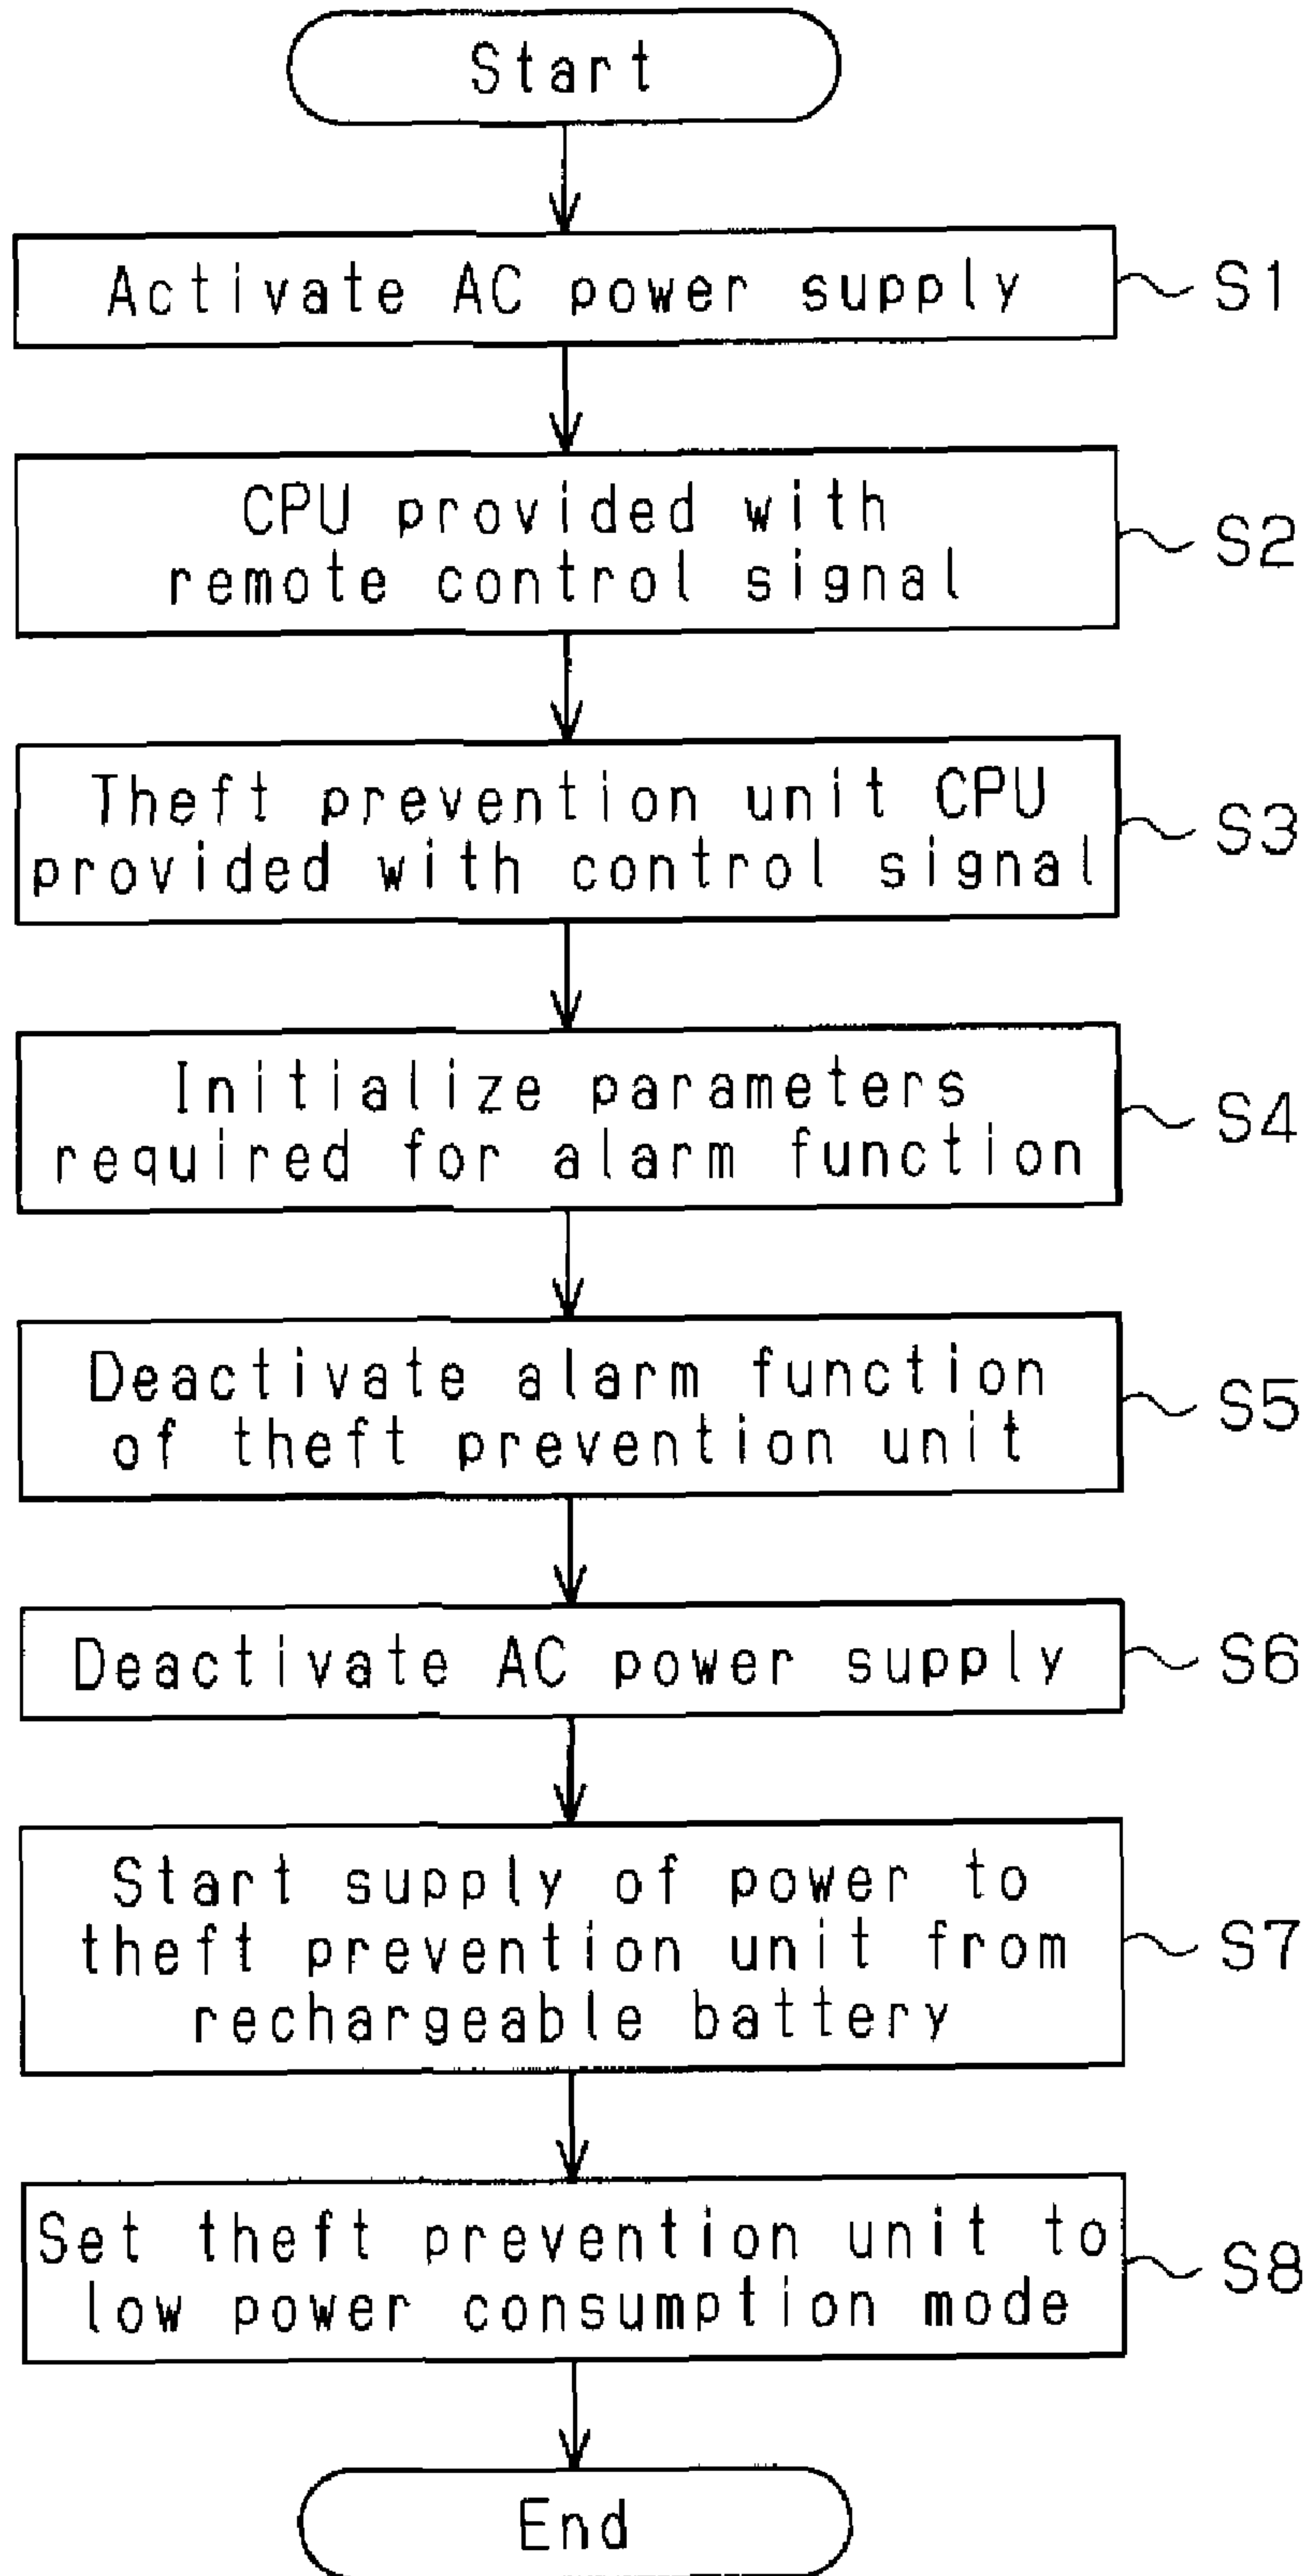 Start
Activate AC power supply
S1
CPU provided with
remote control signal
S2
Theft prevention unit CPU
provided with control signal
S3
Initialize parameters
required for alarm function
S4
Deactivate alarm function
of theft prevention unit
S5
Deactivate AC power supply
S6
Start supply of power to
theft prevention unit from
rechargeable battery
S7
Set theft prevention unit to
low power consumption mode
S8
End